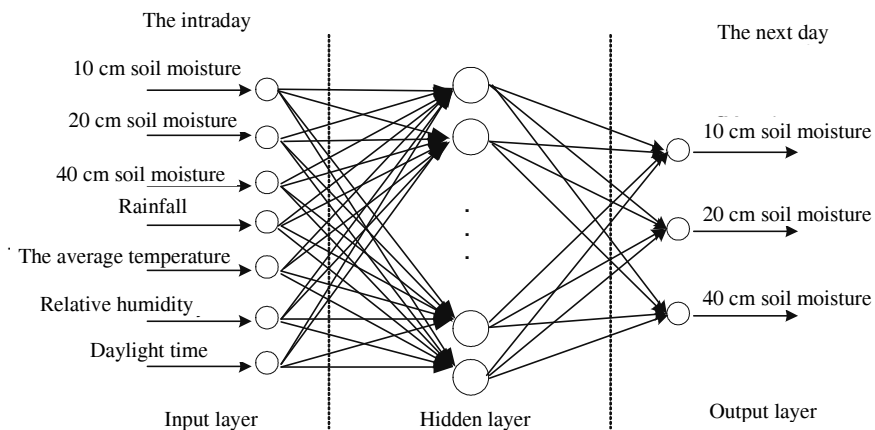 The intraday
The next day
10 cm soil moisture
20 cm soil moisture
40 cm soil moisture
Rainfall
The average temperature
Relative humidity
Daylight time
10 cm soil moisture
20 cm soil moisture
40 cm soil moisture
Input layer
Hidden layer
Output layer